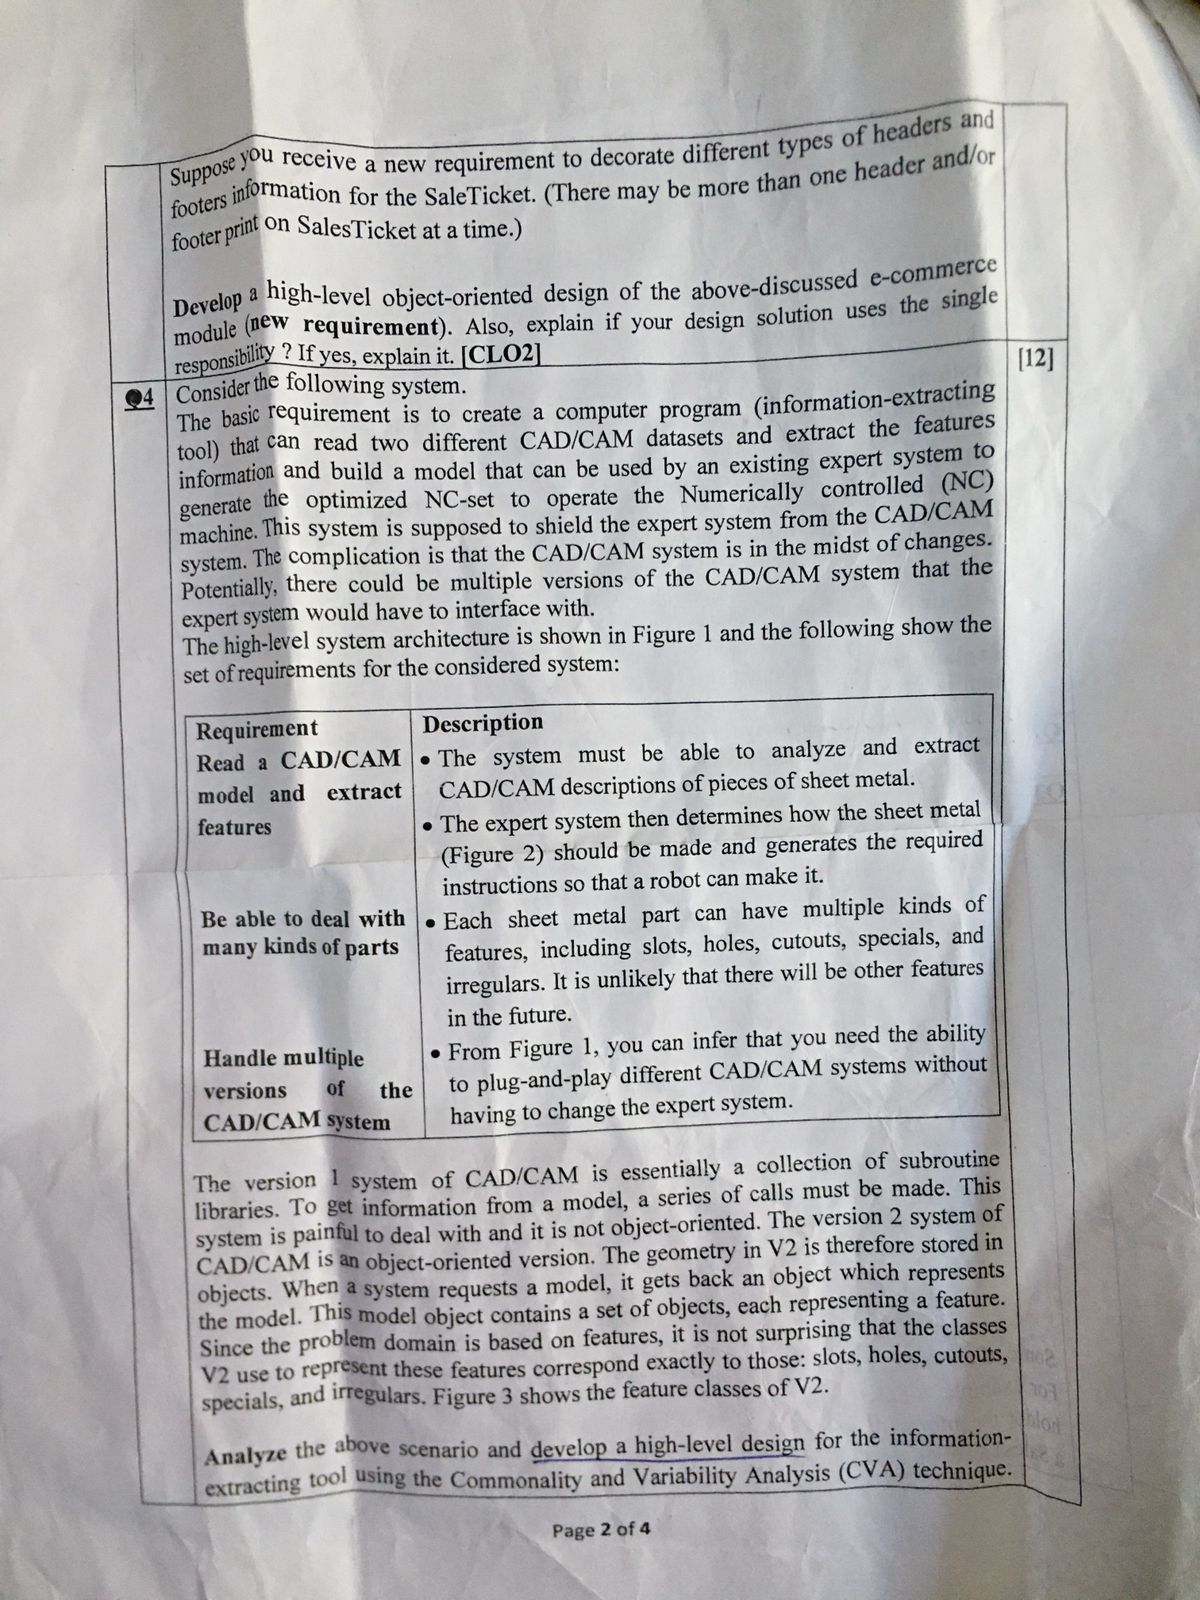 Suppose you receive a new requirement to decorate different types of headers and
footers information for the SaleTicket. (There may be more than one header and/or
footer print on SalesTicket at a time.)
Develop a high-level object-oriented design of the above-discussed e-commerce
module (new requirement). Also, explain if your design solution uses the single
responsibility ? If yes, explain it. [CLO2]
Q4 Consider the following system. [12]
The basic requirement is to create a computer program (information-extracting
tool) that can read two different CAD/CAM datasets and extract the features
information and build a model that can be used by an existing expert system to
generate the optimized NC-set to operate the Numerically controlled (NC)
machine. This system is supposed to shield the expert system from the CAD/CAM
system. The complication is that the CAD/CAM system is in the midst of changes.
Potentially, there could be multiple versions of the CAD/CAM system that the
expert system would have to interface with.
The high-level system architecture is shown in Figure 1 and the following show the
set of requirements for the considered system:
Requirement
Read a CAD/CAM
model and extract
features
Description
• The system must be able to analyze and extract
CAD/CAM descriptions of pieces of sheet metal.
• The expert system then determines how the sheet metal
(Figure 2) should be made and generates the required
instructions so that a robot can make it.
Be able to deal with
many kinds of parts
• Each sheet metal part can have multiple kinds of
features, including slots, holes, cutouts, specials, and
irregulars. It is unlikely that there will be other features
in the future.
Handle multiple
versions of the
CAD/CAM system
• From Figure 1, you can infer that you need the ability
to plug-and-play different CAD/CAM systems without
having to change the expert system.
The version 1 system of CAD/CAM is essentially a collection of subroutine
libraries. To get information from a model, a series of calls must be made. This
system is painful to deal with and it is not object-oriented. The version 2 system of
CAD/CAM is an object-oriented version. The geometry in V2 is therefore stored in
objects. When a system requests a model, it gets back an object which represents
the model. This model object contains a set of objects, each representing a feature.
Since the problem domain is based on features, it is not surprising that the classes
V2 use to represent these features correspond exactly to those: slots, holes, cutouts,
specials, and irregulars. Figure 3 shows the feature classes of V2.
Analyze the above scenario and develop a high-level design for the information-
extracting tool using the Commonality and Variability Analysis (CVA) technique.
Page 2 of 4